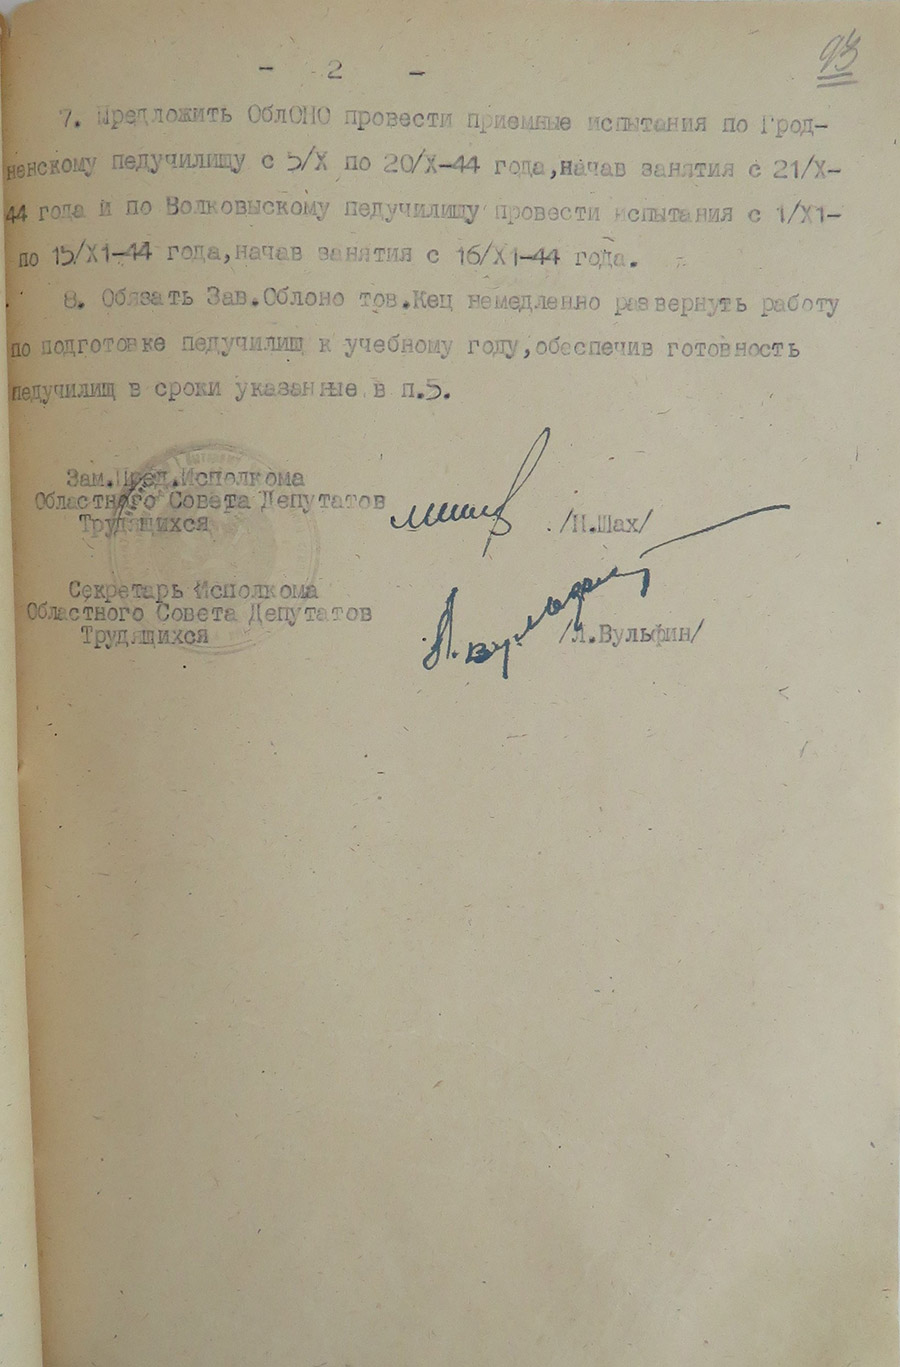 93
- 2 -
7. Предложить ОблОНО провести приемные испытания по Грод-
ненскому педучилищу с 5/X по 20/X-44 года,начав занятия с 21/X-
44 года и по Волковыскому педучилищу провести испытания с 1/X1-
по 15/X1-44 года,начав занятия с 16/X1-44 года.
8. Обязать Зав.Облоно тов.Кец немедленно развернуть работу
по подготовке педучилищ к учебному году,обеспечив готовность
педучилищ в сроки указанные в п.5.
Зам.Пред.Исполкома
Областного Совета Депутатов
Трудящихся /Шах/
Секретарь Исполкома
Областного Совета Депутатов
Трудящихся /Л.Вульфин/